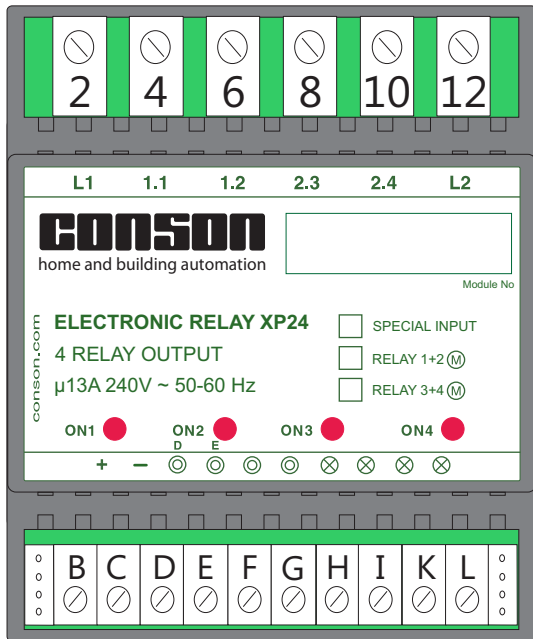 2 4 6 8 10 12
L1 1.1 1.2 2.3 2.4 L2
conson
home and building automation
Module No
conson.com
ELECTRONIC RELAY XP24
4 RELAY OUTPUT
µ13A 240V ~ 50-60 Hz
SPECIAL INPUT
RELAY 1+2 Ⓜ
RELAY 3+4 Ⓜ
ON1 ON2 ON3 ON4
D E
+ −
B C D E F G H I K L